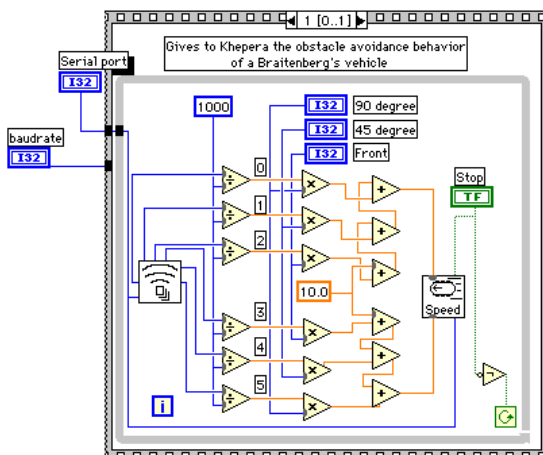 1 [0..1]
Gives to Khepera the obstacle avoidance behavior
of a Braitenberg's vehicle
Serial port
I32
baudrate
I32
1000
I32
90 degree
I32
45 degree
I32
Front
0
1
2
3
4
5
10.0
Stop
TF
Speed
i